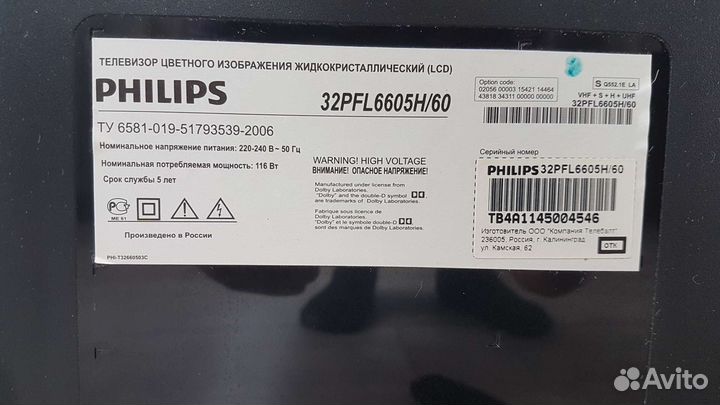 ТЕЛЕВИЗОР ЦВЕТНОГО ИЗОБРАЖЕНИЯ ЖИДКОКРИСТАЛЛИЧЕСКИЙ (LCD)
PHILIPS 32PFL6605H/60
ТУ 6581-019-51793539-2006
Номинальное напряжение питания: 220-240 В ~ 50 Гц
Номинальная потребляемая мощность: 116 Вт
Срок службы 5 лет
ME 61
Произведено в России
PHI-T32660503C
WARNING! HIGH VOLTAGE
ВНИМАНИЕ! ОПАСНОЕ НАПРЯЖЕНИЕ!
Manufactured under license from
Dolby Laboratories.
"Dolby" and the double-D symbol
are trademarks of Dolby Laboratories.
Fabrique sous licence de
Dolby Laboratories.
"Dolby" et le symbole double-D
sont des marques de Dolby Laboratories.
Option code:
02056 00003 15421 14464
43818 34311 00000 00000
S Q552.1E LA
VHF + S + H + UHF
32PFL6605H/60
Серийный номер
PHILIPS 32PFL6605H/60
TB4A1145004546
Изготовитель ООО "Компания Телебалт"
236005, Россия, г. Калининград
ул. Камская, 62
ОТК
Avito